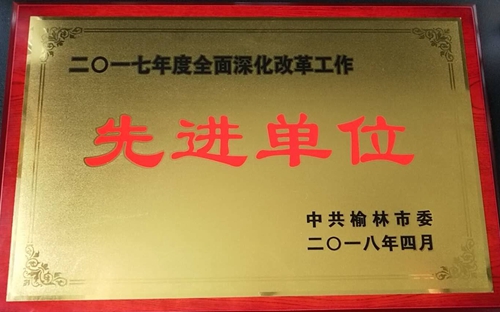 二〇一七年度全面深化改革工作
先进单位
中共榆林市委
二〇一八年四月